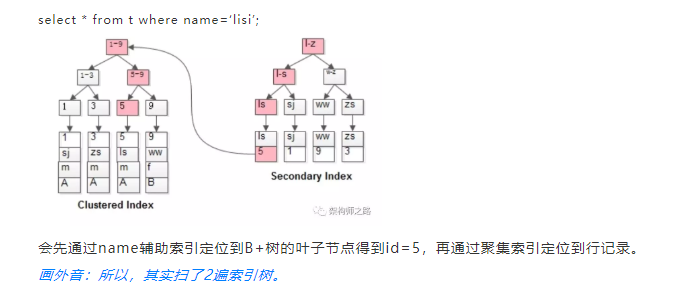 select * from t where name='lisi';
1-9
1-3
5-9
1
3
5
9
1
3
5
9
sj
zs
ls
ww
m
m
m
f
A
A
A
B
Clustered Index
l-z
l-s
w-z
ls
sj
ww
zs
ls
sj
ww
zs
5
1
9
3
Secondary Index
架构师之路
会先通过name辅助索引定位到B+树的叶子节点得到id=5，再通过聚集索引定位到行记录。
画外音：所以，其实扫了2遍索引树。